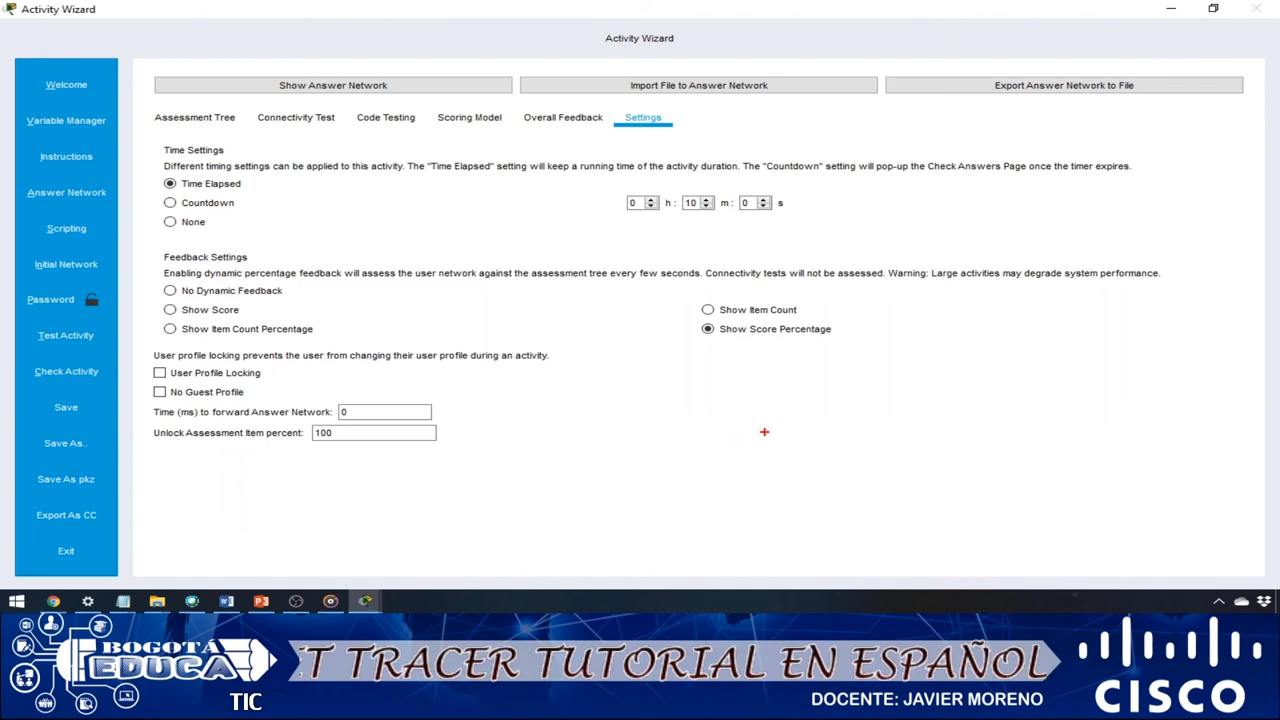 Activity Wizard
Activity Wizard
Welcome
Variable Manager
Instructions
Answer Network
Scripting
Initial Network
Password
Test Activity
Check Activity
Save
Save As..
Save As pkz
Export As CC
Exit
Show Answer Network
Import File to Answer Network
Export Answer Network to File
Assessment Tree
Connectivity Test
Code Testing
Scoring Model
Overall Feedback
Settings
Time Settings
Different timing settings can be applied to this activity. The "Time Elapsed" setting will keep a running time of the activity duration. The "Countdown" setting will pop-up the Check Answers Page once the timer expires.
Time Elapsed
Countdown
0 h : 10 m : 0 s
None
Feedback Settings
Enabling dynamic percentage feedback will assess the user network against the assessment tree every few seconds. Connectivity tests will not be assessed. Warning: Large activities may degrade system performance.
No Dynamic Feedback
Show Score
Show Item Count
Show Item Count Percentage
Show Score Percentage
User profile locking prevents the user from changing their user profile during an activity.
User Profile Locking
No Guest Profile
Time (ms) to forward Answer Network: 0
Unlock Assessment Item percent: 100
BOGOTÁ
EDUCA
TIC
T TRACER TUTORIAL EN ESPAÑOL
DOCENTE: JAVIER MORENO
CISCO